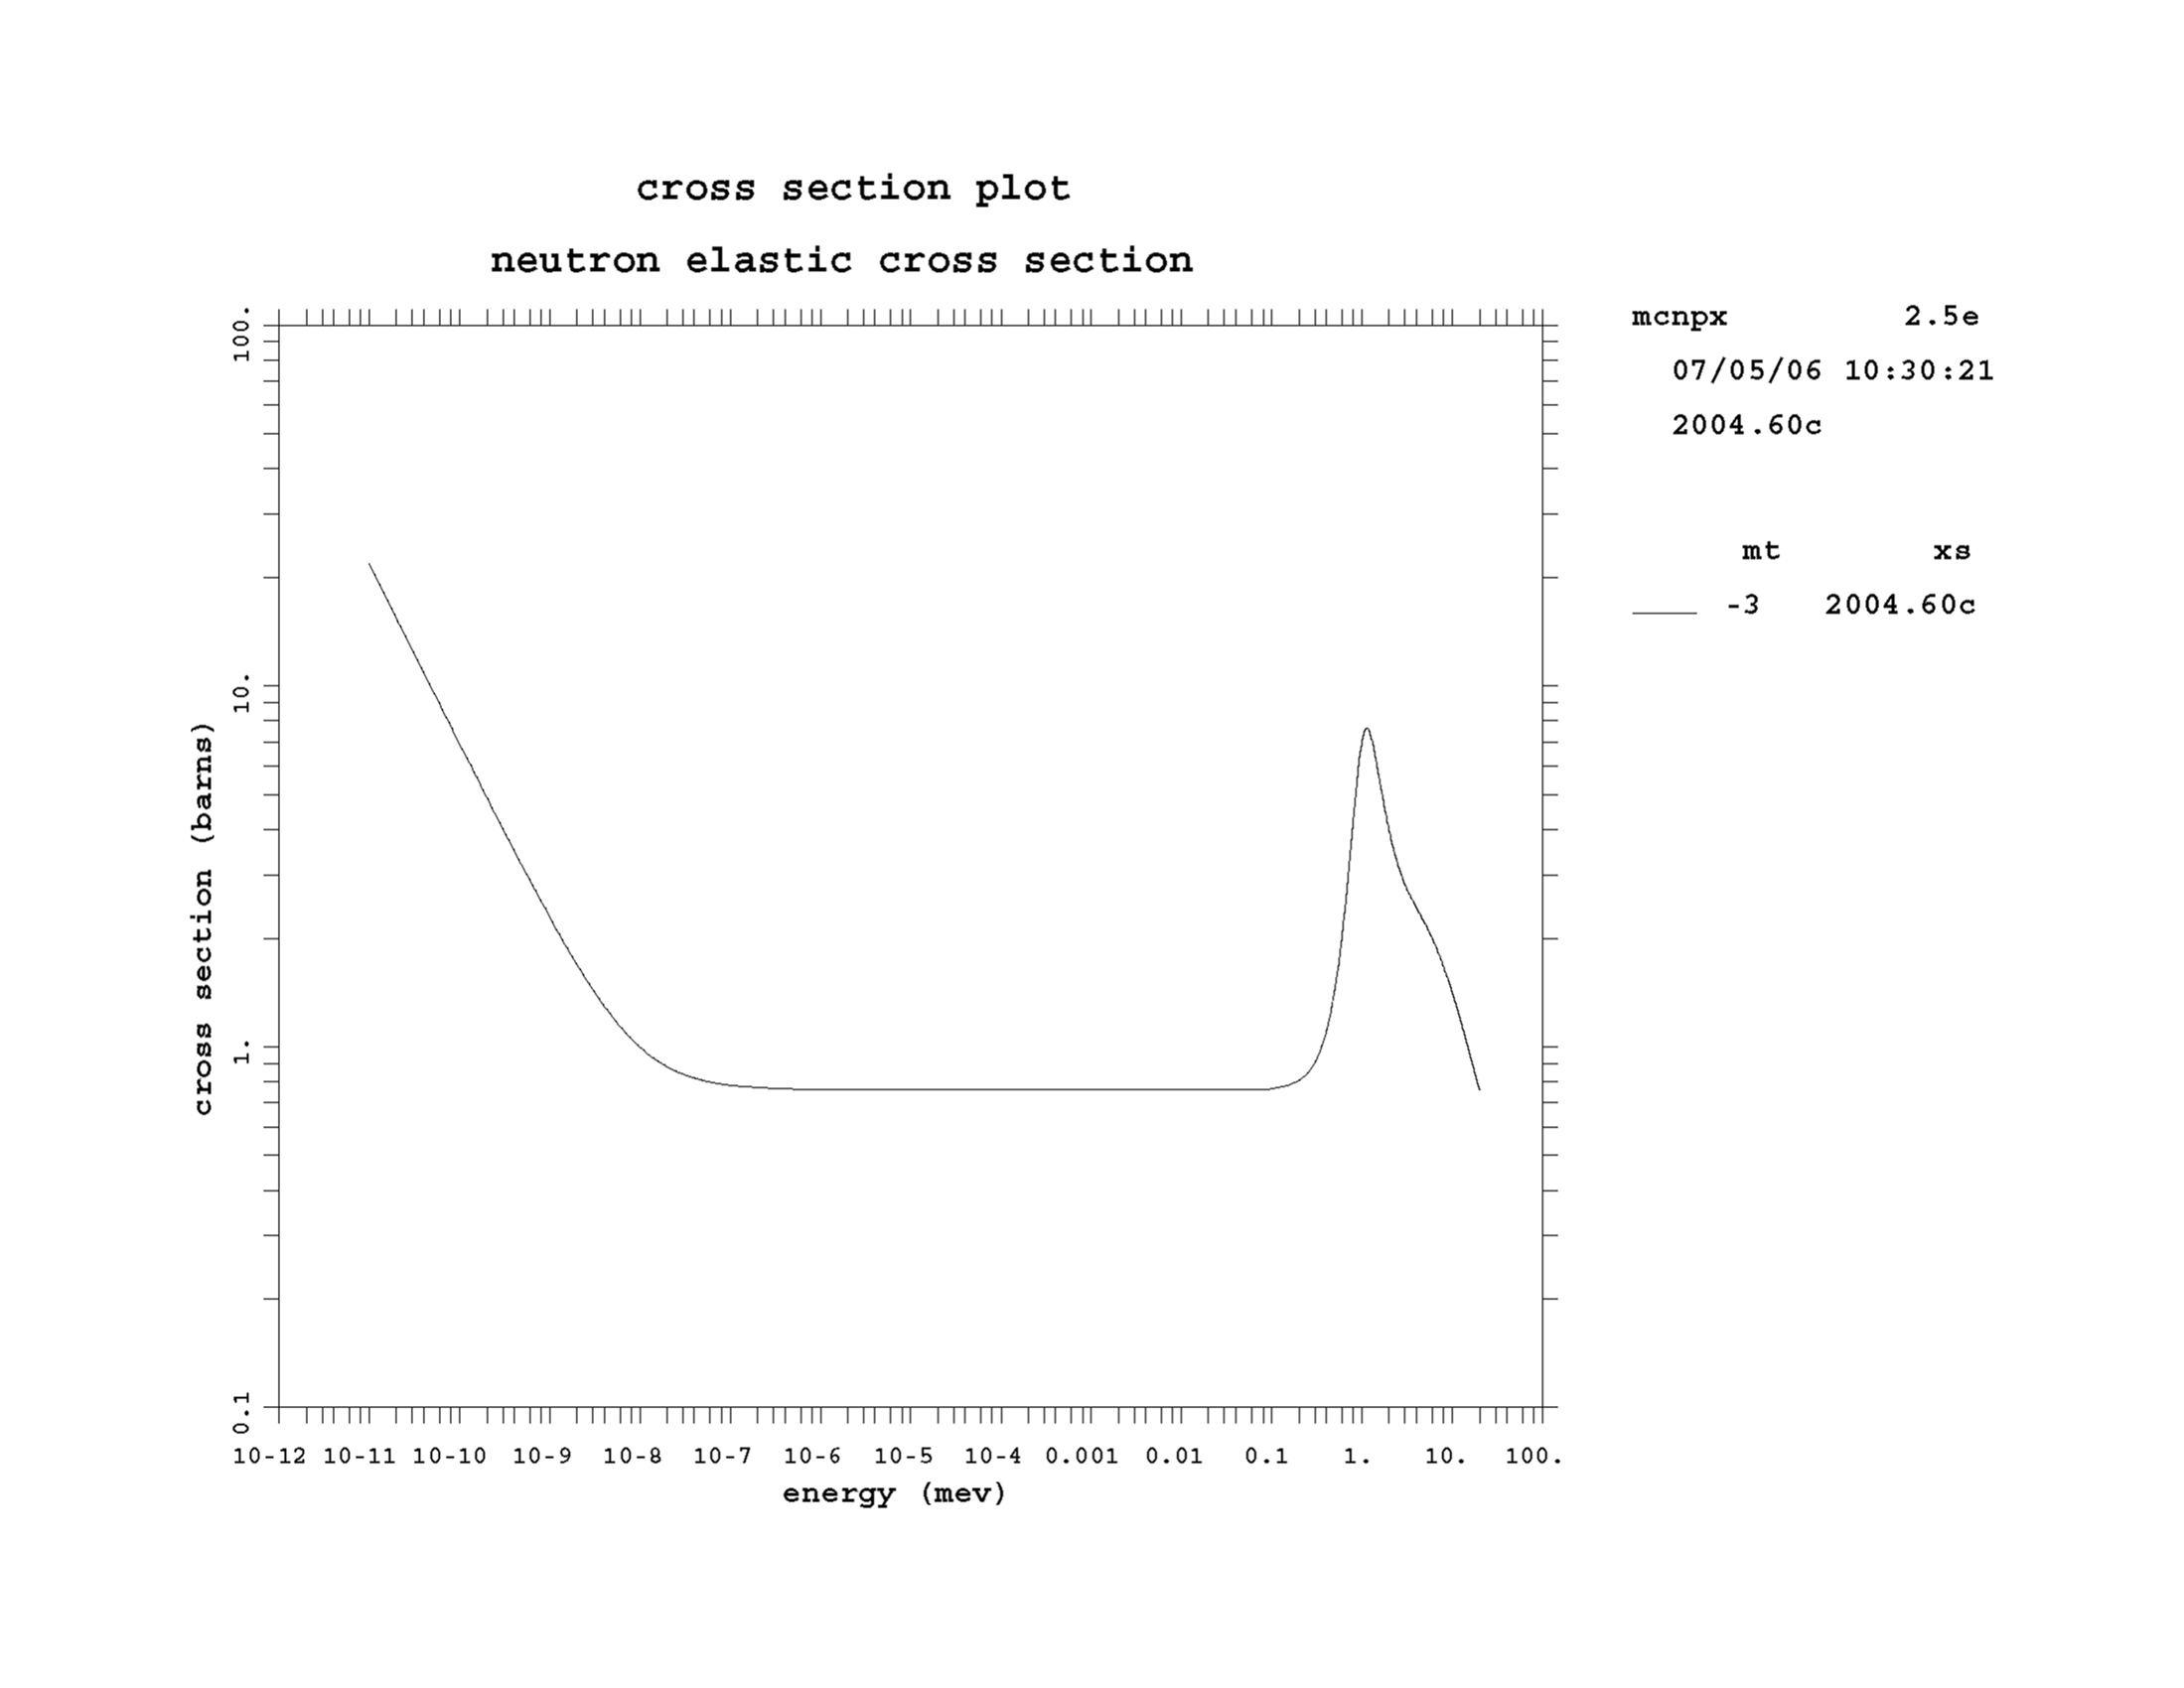 cross section plot
neutron elastic cross section
mcnpx 2.5e
07/05/06 10:30:21
2004.60c
mt xs
-3 2004.60c
cross section (barns)
100.
10.
1.
0.1
10-12 10-11 10-10 10-9 10-8 10-7 10-6 10-5 10-4 0.001 0.01 0.1 1. 10. 100.
energy (mev)